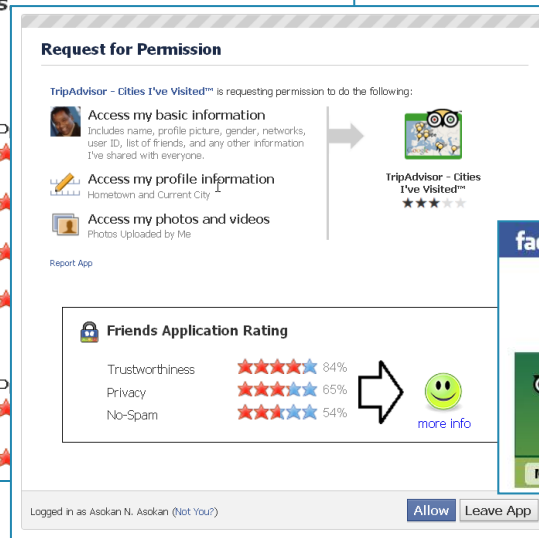 Request for Permission
TripAdvisor - Cities I've Visited™ is requesting permission to do the following:
Access my basic information
Includes name, profile picture, gender, networks,
user ID, list of friends, and any other information
I've shared with everyone.
Access my profile information
Hometown and Current City
Access my photos and videos
Photos Uploaded by Me
TripAdvisor - Cities
I've Visited™
Report App
Friends Application Rating
Trustworthiness 84%
Privacy 65%
No-Spam 54%
more info
Logged in as Asokan N. Asokan (Not You?)
Allow Leave App